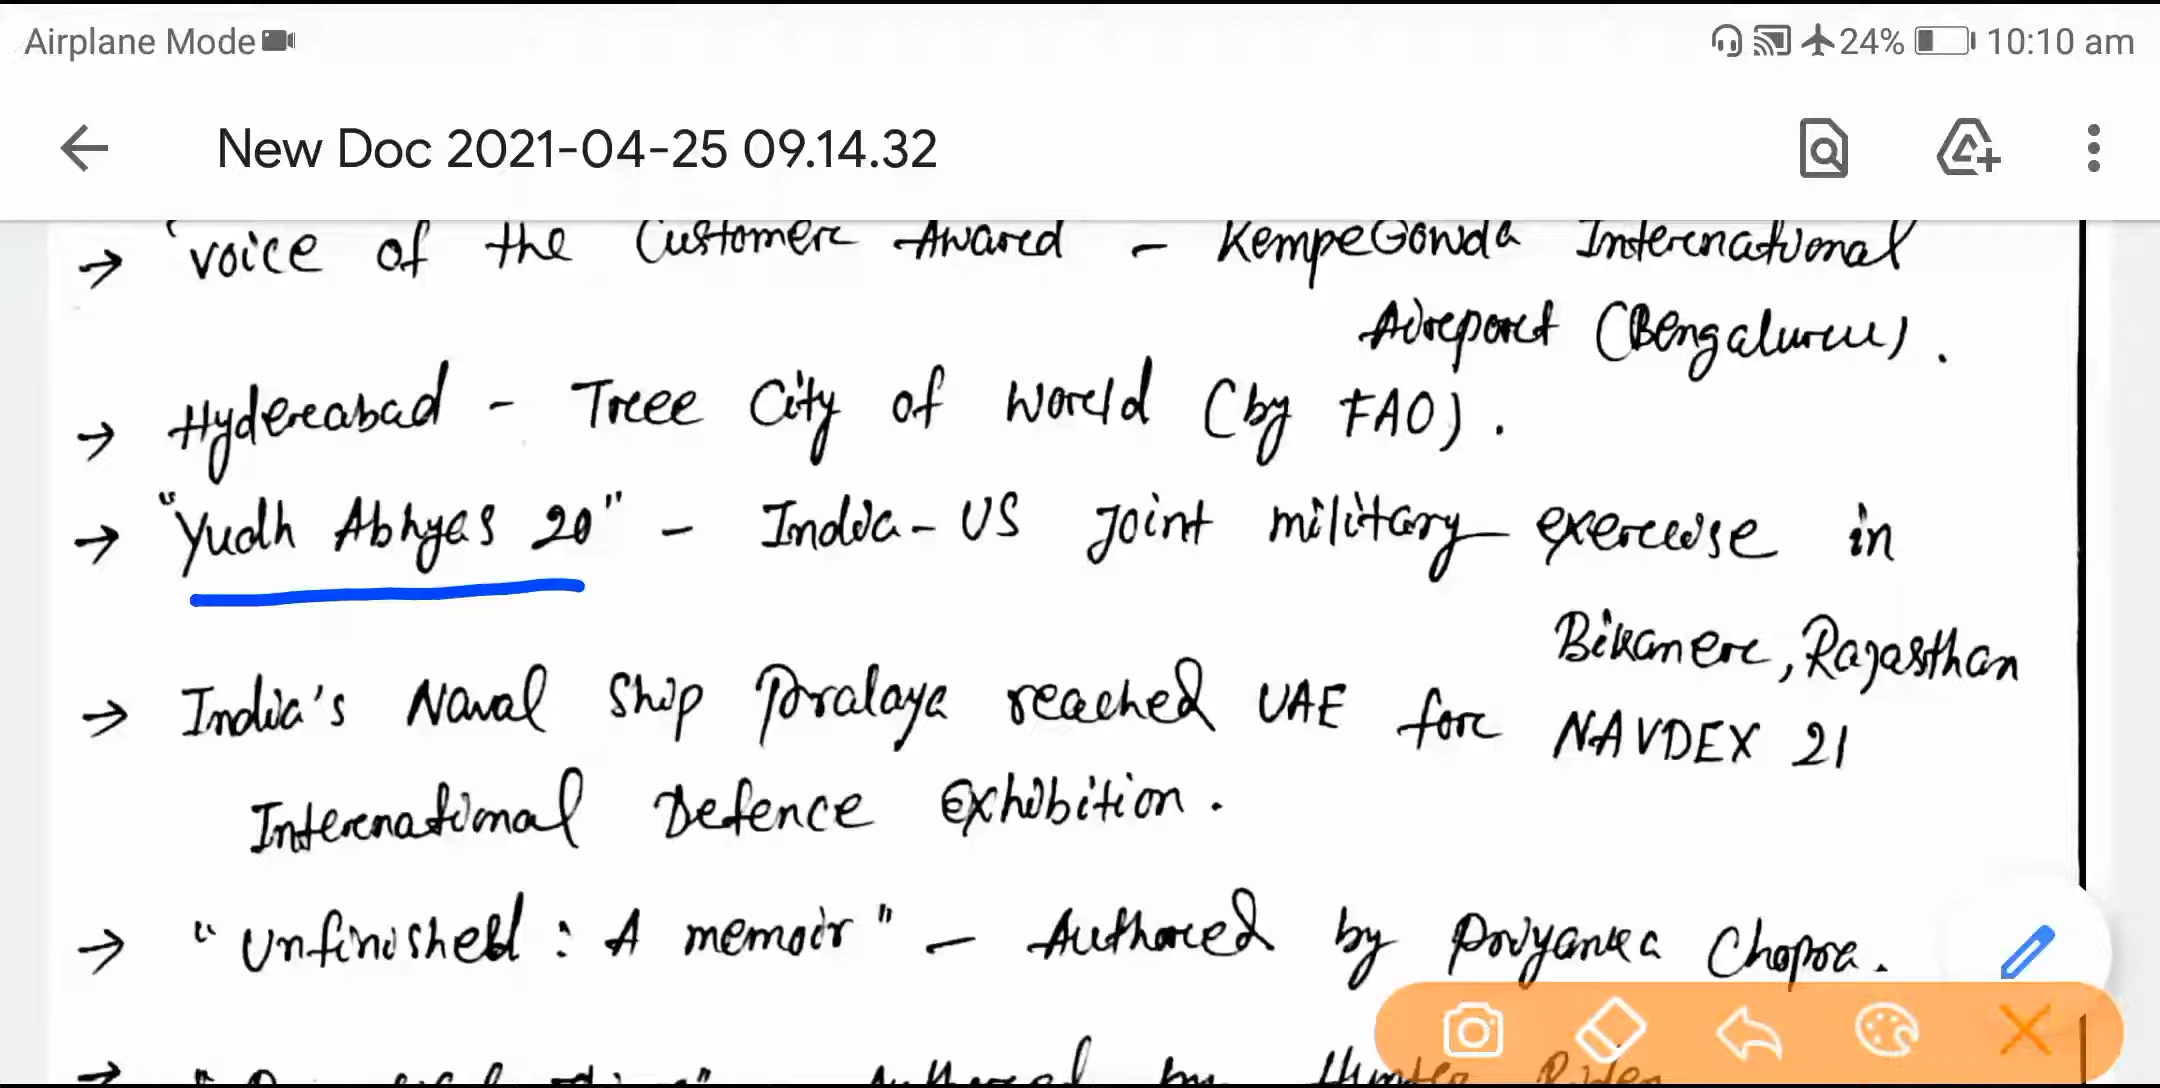 Airplane Mode 24% 10:10 am
New Doc 2021-04-25 09.14.32
→ 'voice of the Customer Award - KempeGowda International
Airport (Bengaluru).
→ Hyderabad - Tree City of World (by FAO).
→ "Yudh Abhyas 20" - India-US joint military exercise in
Bikaner, Rajasthan
→ India's Naval Ship Pralaya reached UAE for NAVDEX 21
International Defence Exhibition.
→ "Unfinished : A memoir" - Authored by Priyanka Chopra.